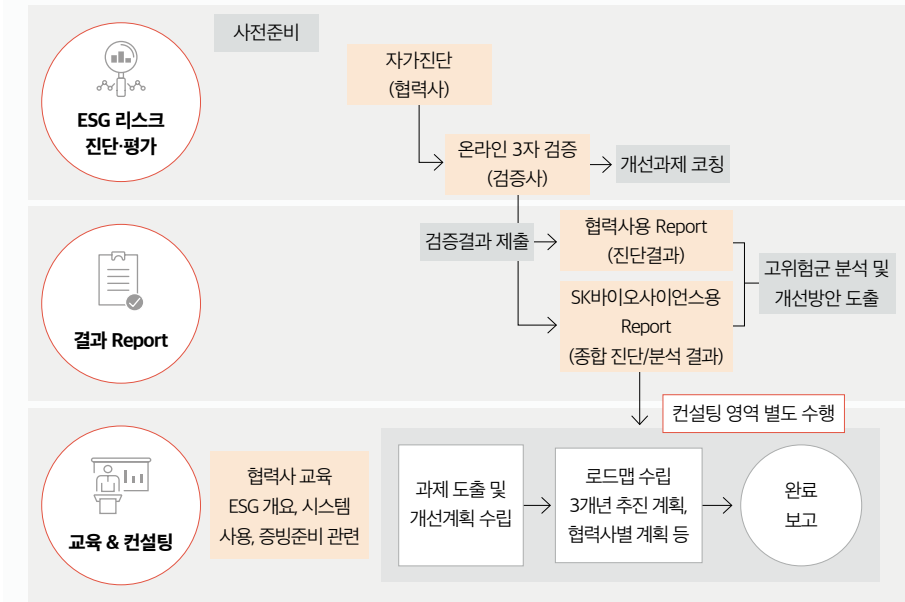 ESG 리스크
진단·평가
사전준비
자가진단
(협력사)
온라인 3자 검증
(검증사)
개선과제 코칭
결과 Report
검증결과 제출
협력사용 Report
(진단결과)
SK바이오사이언스용
Report
(종합 진단/분석 결과)
고위험군 분석 및
개선방안 도출
교육 & 컨설팅
협력사 교육
ESG 개요, 시스템
사용, 증빙준비 관련
컨설팅 영역 별도 수행
과제 도출 및
개선계획 수립
로드맵 수립
3개년 추진 계획,
협력사별 계획 등
완료
보고